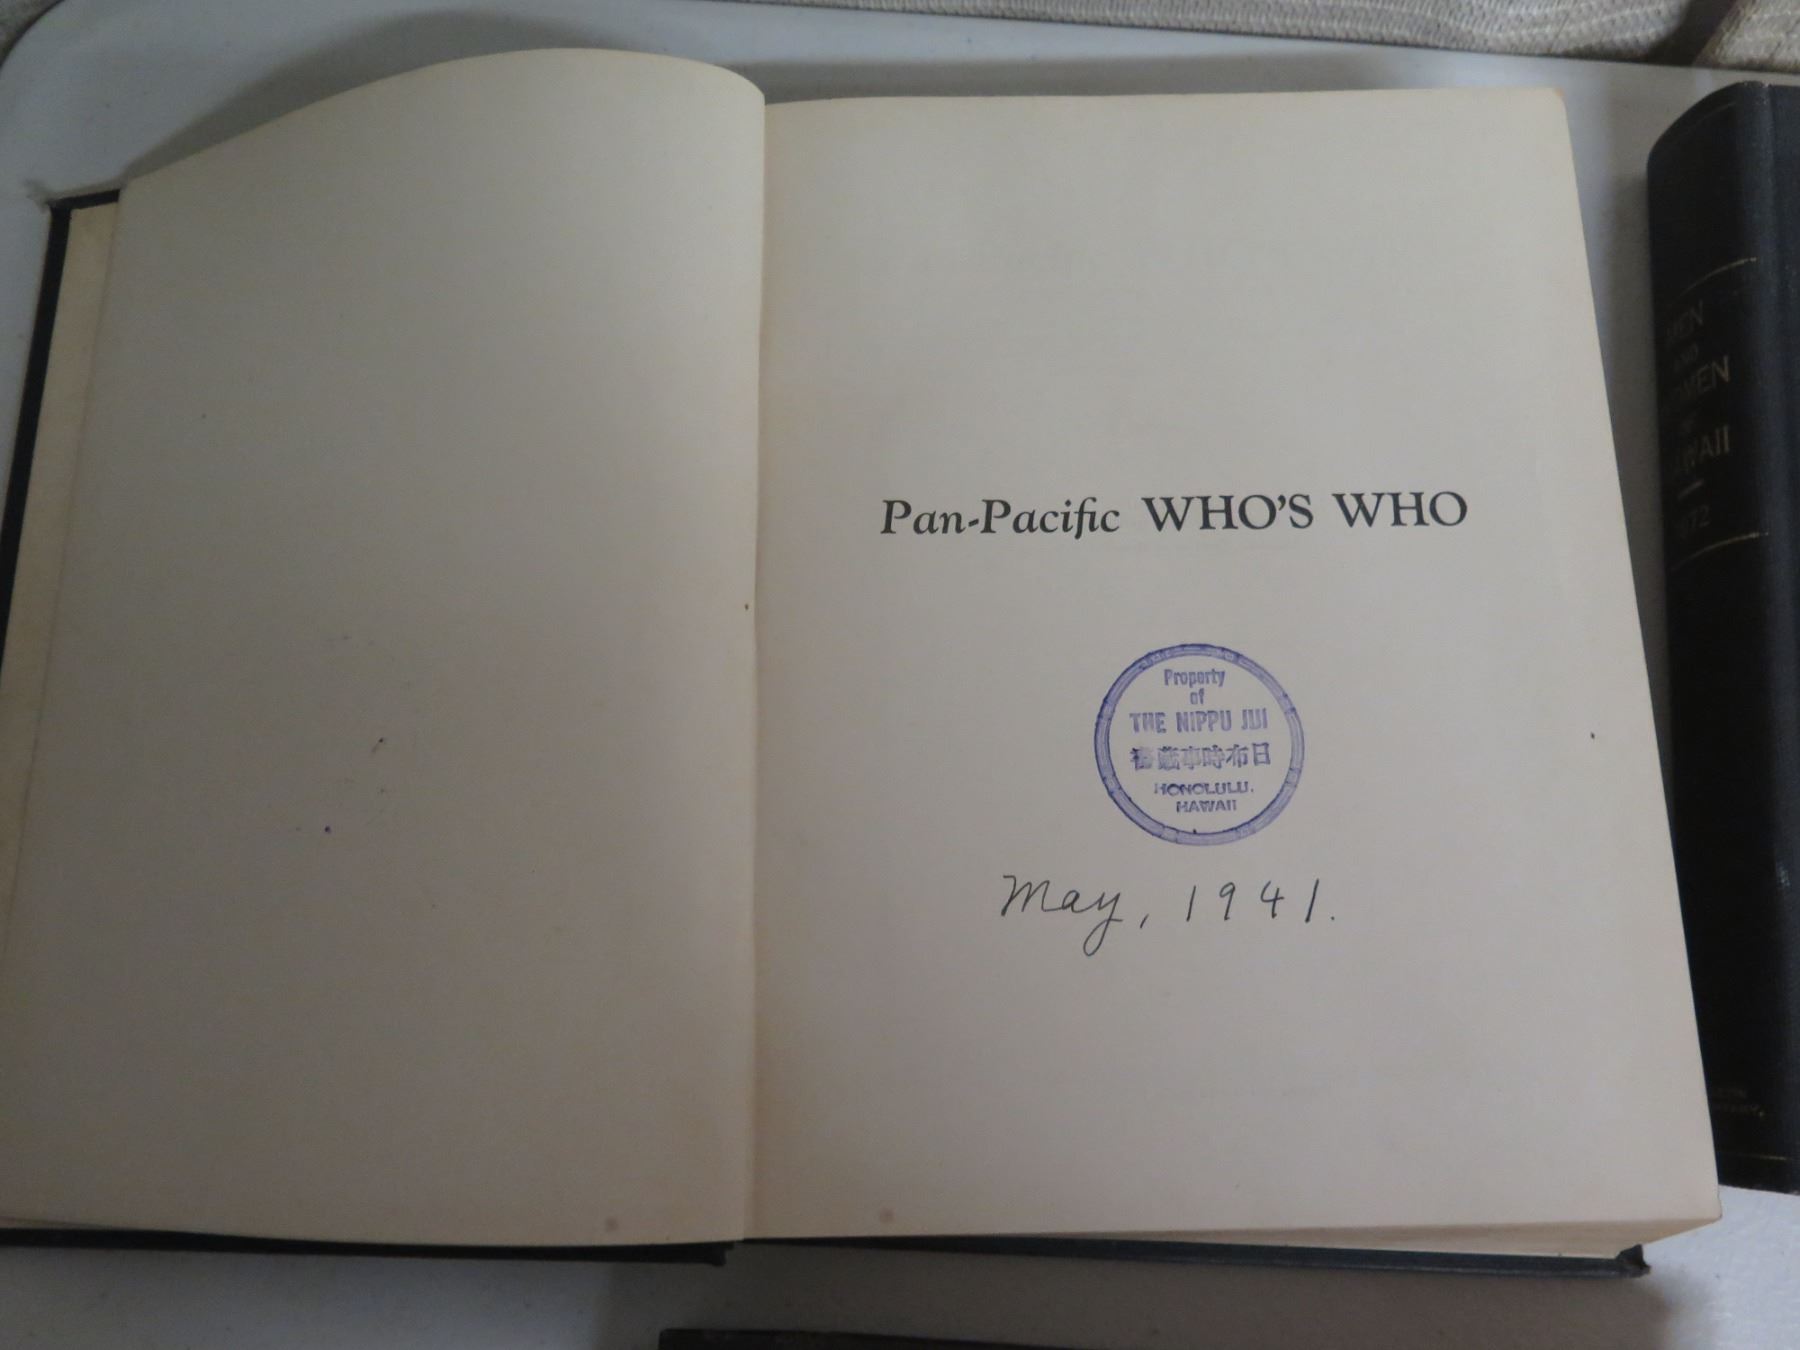 Pan-Pacific WHO'S WHO
Property
of
THE NIPPU JIJI
書蔵事時布日
HONOLULU,
HAWAII
May, 1941.
MEN
AND
WOMEN
OF
HAWAII
1972